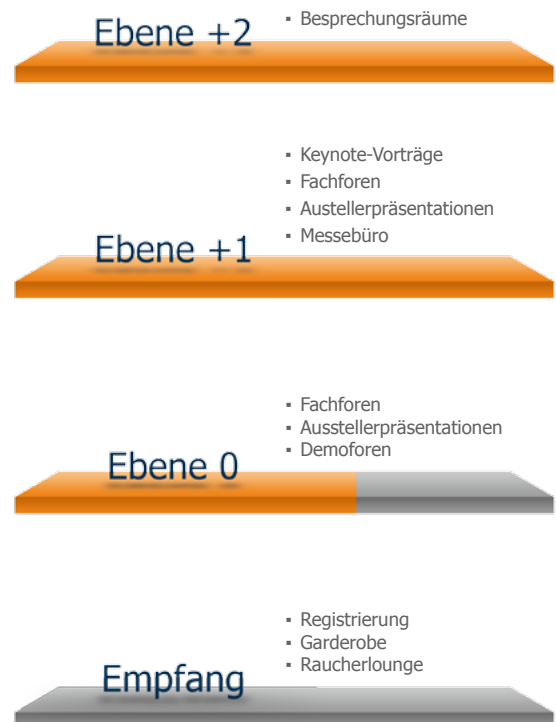 Ebene +2
▪ Besprechungsräume
Ebene +1
▪ Keynote-Vorträge
▪ Fachforen
▪ Austellerpräsentationen
▪ Messebüro
Ebene 0
▪ Fachforen
▪ Ausstellerpräsentationen
▪ Demoforen
Empfang
▪ Registrierung
▪ Garderobe
▪ Raucherlounge